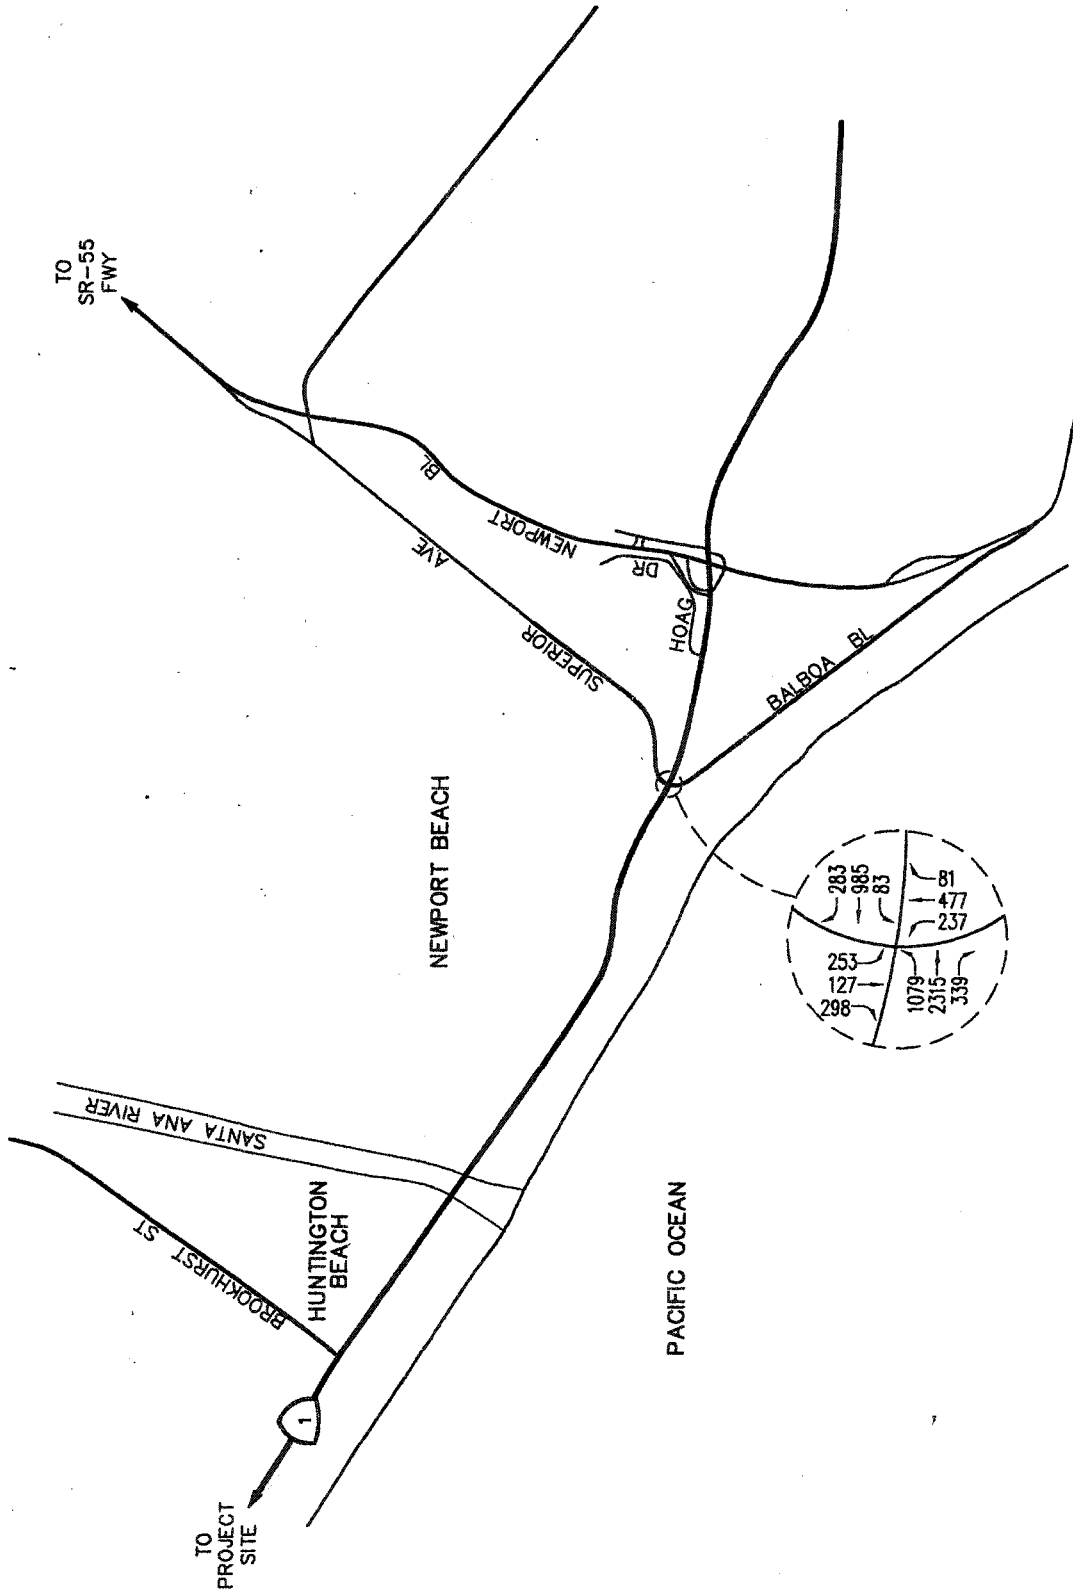 TO
SR-55
FWY
BL
NEWPORT
AVE
SUPERIOR
DR
HOAG
BALBOA BL
NEWPORT BEACH
283
985
83
81
477
237
253
127
298
1079
2315
339
SANTA ANA RIVER
BROOKHURST ST
HUNTINGTON
BEACH
PACIFIC OCEAN
1
TO
PROJECT
SITE